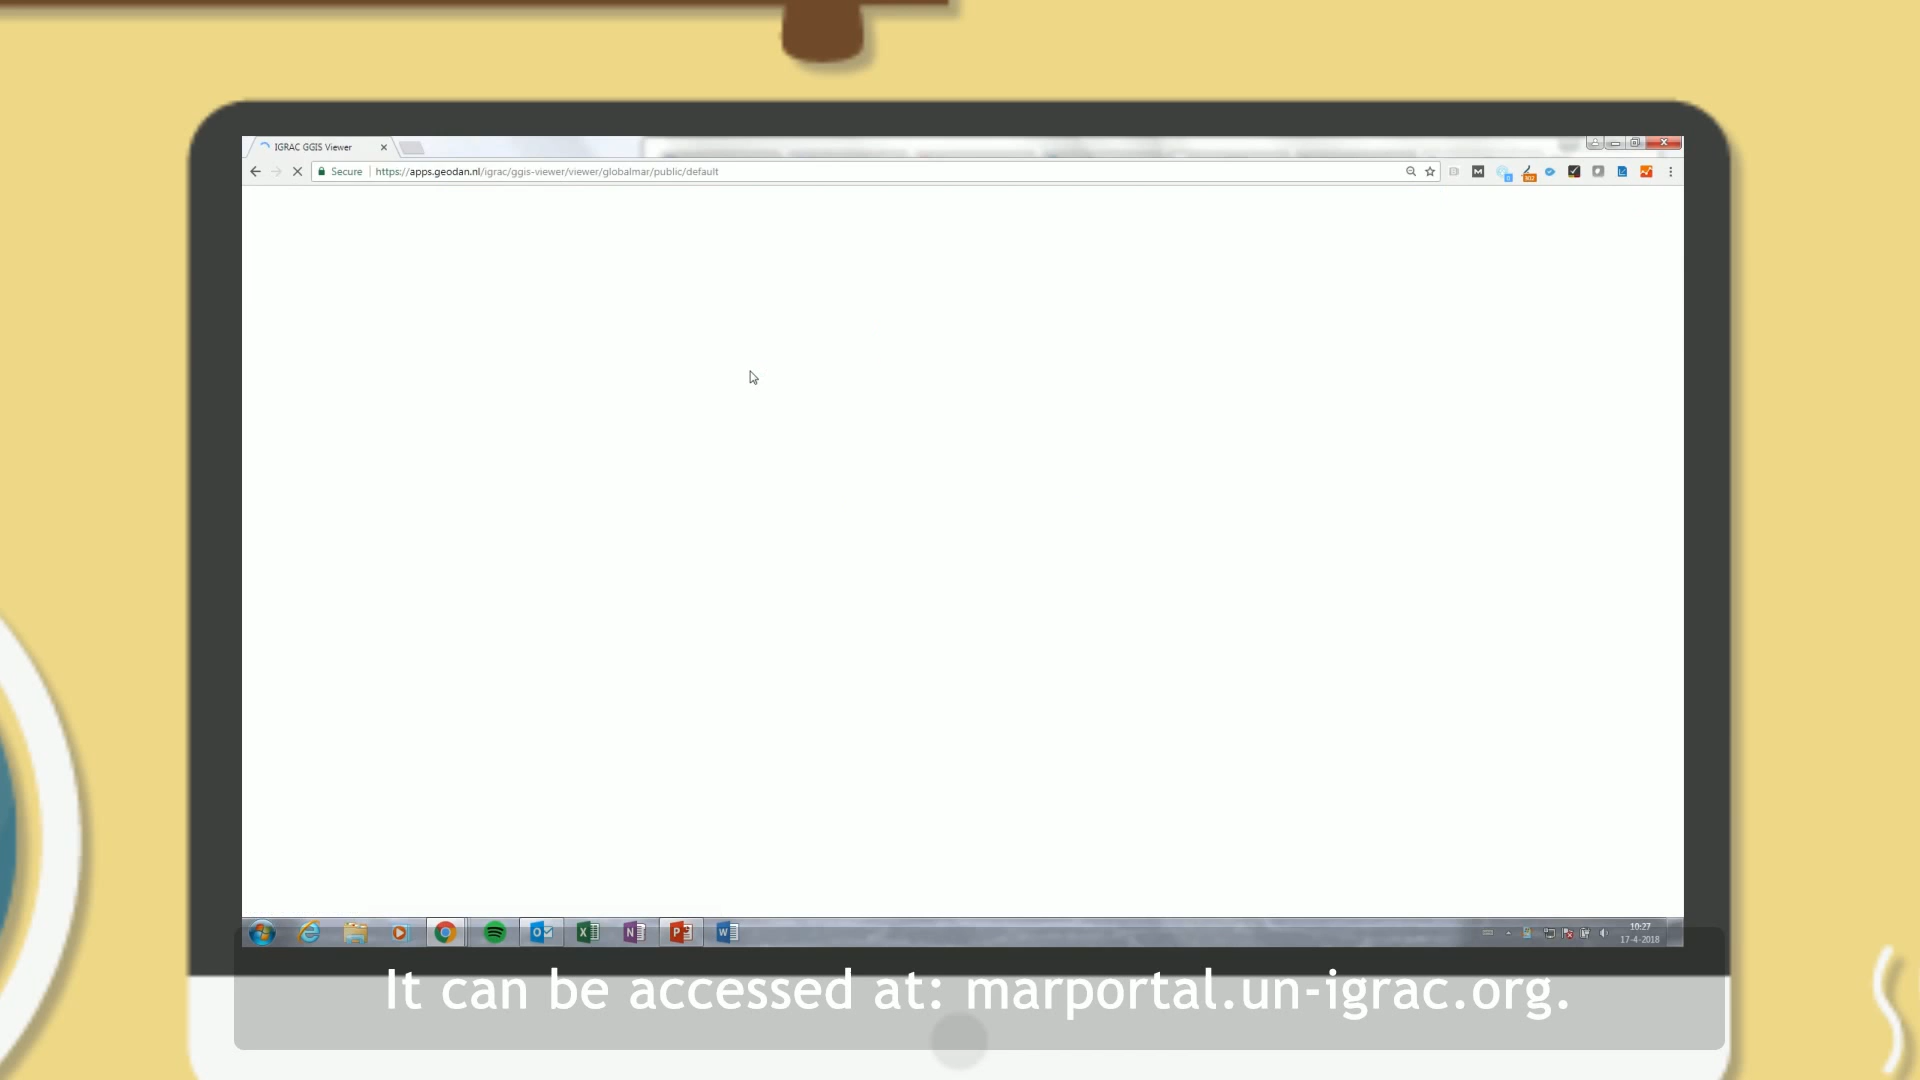 IGRAC GGIS Viewer
Secure
https://apps.geodan.nl/igrac/ggis-viewer/viewer/globalmar/public/default
10:27
17-4-2018
It can be accessed at: marportal.un-igrac.org.